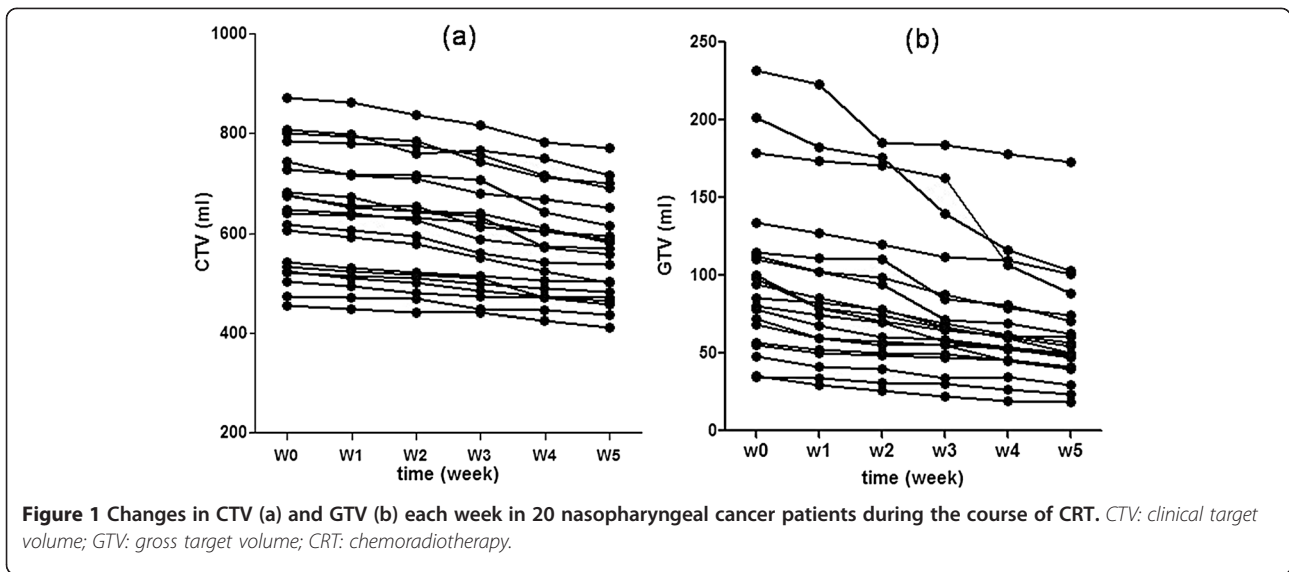 (a)
1000
800
600
400
200
CTV (ml)
W0 W1 W2 W3 W4 W5
time (week)
(b)
250
200
150
100
50
0
GTV (ml)
w0 w1 w2 w3 w4 w5
time (week)
Figure 1 Changes in CTV (a) and GTV (b) each week in 20 nasopharyngeal cancer patients during the course of CRT. CTV: clinical target
volume; GTV: gross target volume; CRT: chemoradiotherapy.